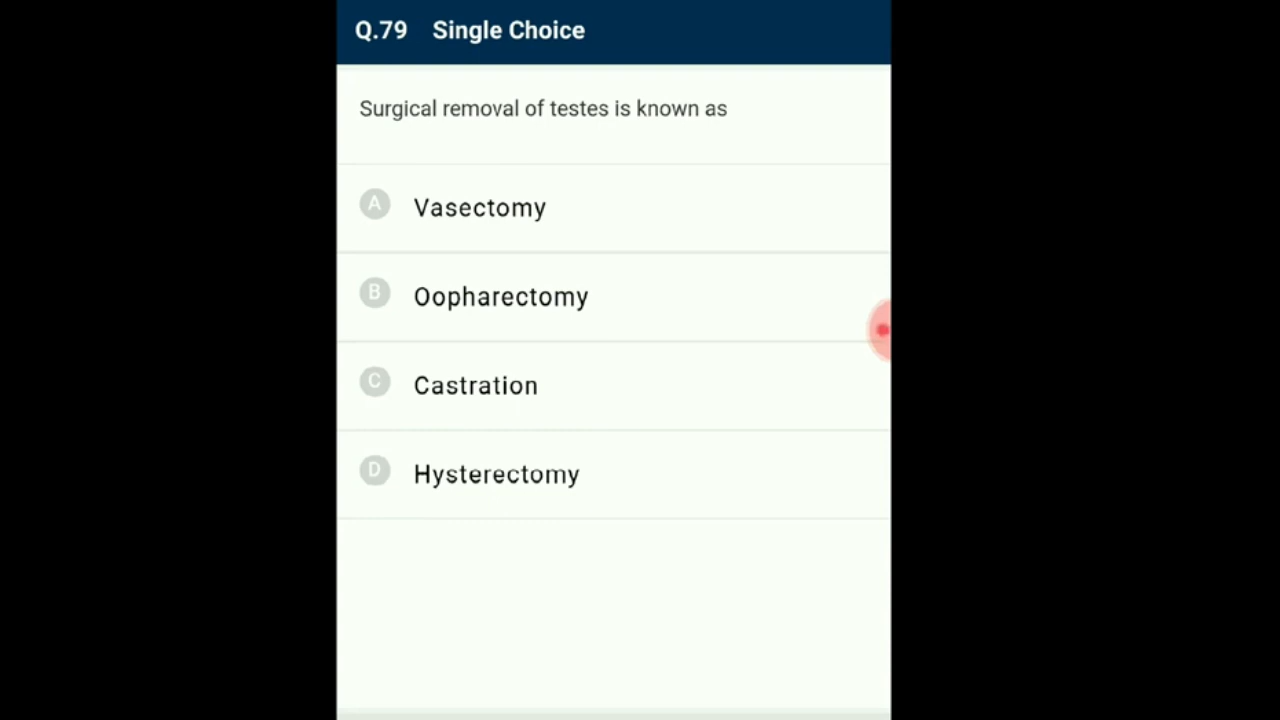 Q.79 Single Choice
Surgical removal of testes is known as
A Vasectomy
B Oopharectomy
C Castration
D Hysterectomy